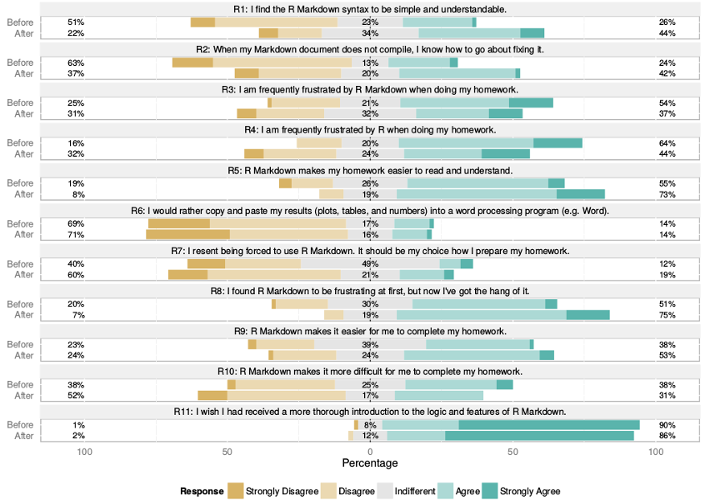 R1: I find the R Markdown syntax to be simple and understandable.
Before 51% 23% 26%
After 22% 34% 44%
R2: When my Markdown document does not compile, I know how to go about fixing it.
Before 63% 13% 24%
After 37% 20% 42%
R3: I am frequently frustrated by R Markdown when doing my homework.
Before 25% 21% 54%
After 31% 32% 37%
R4: I am frequently frustrated by R when doing my homework.
Before 16% 20% 64%
After 32% 24% 44%
R5: R Markdown makes my homework easier to read and understand.
Before 19% 26% 55%
After 8% 19% 73%
R6: I would rather copy and paste my results (plots, tables, and numbers) into a word processing program (e.g. Word).
Before 69% 17% 14%
After 71% 16% 14%
R7: I resent being forced to use R Markdown. It should be my choice how I prepare my homework.
Before 40% 49% 12%
After 60% 21% 19%
R8: I found R Markdown to be frustrating at first, but now I've got the hang of it.
Before 20% 30% 51%
After 7% 19% 75%
R9: R Markdown makes it easier for me to complete my homework.
Before 23% 39% 38%
After 24% 24% 53%
R10: R Markdown makes it more difficult for me to complete my homework.
Before 38% 25% 38%
After 52% 17% 31%
R11: I wish I had received a more thorough introduction to the logic and features of R Markdown.
Before 1% 8% 90%
After 2% 12% 86%
100 50 0 50 100
Percentage
Response Strongly Disagree Disagree Indifferent Agree Strongly Agree